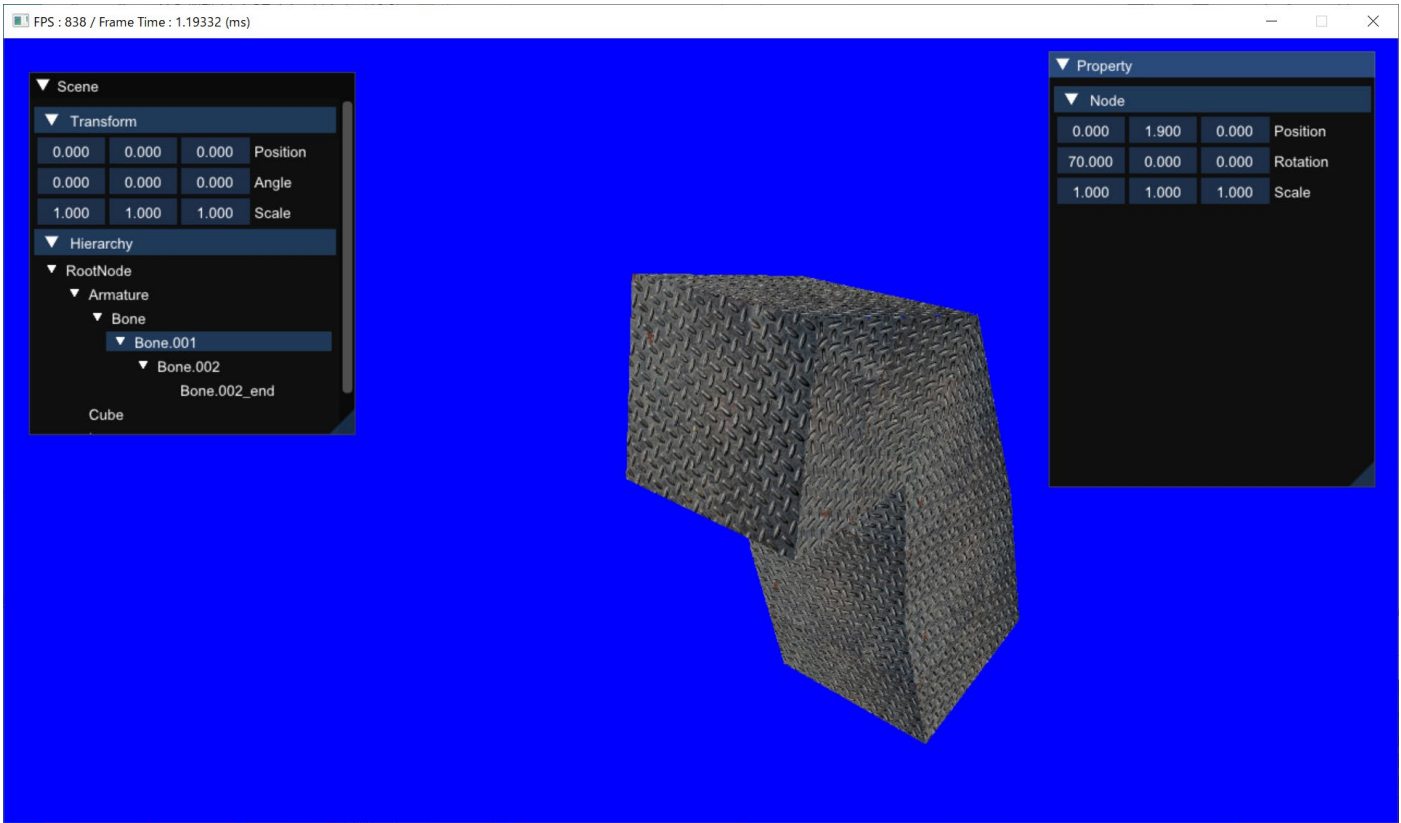 FPS : 838 / Frame Time : 1.19332 (ms)
Scene
Transform
0.000 0.000 0.000 Position
0.000 0.000 0.000 Angle
1.000 1.000 1.000 Scale
Hierarchy
RootNode
Armature
Bone
Bone.001
Bone.002
Bone.002_end
Cube
Property
Node
0.000 1.900 0.000 Position
70.000 0.000 0.000 Rotation
1.000 1.000 1.000 Scale